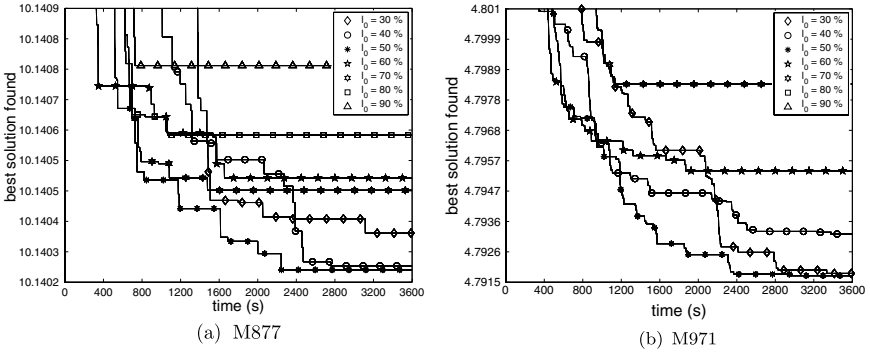 best solution found
10.1409
10.1408
10.1407
10.1406
10.1405
10.1405
10.1404
10.1403
10.1402
0 400 800 1200 1600 2000 2400 2800 3200 3600
time (s)
I₀ = 30 %
I₀ = 40 %
I₀ = 50 %
I₀ = 60 %
I₀ = 70 %
I₀ = 80 %
I₀ = 90 %
(a) M877
best solution found
4.801
4.7999
4.7989
4.7978
4.7968
4.7957
4.7947
4.7936
4.7926
4.7915
0 400 800 1200 1600 2000 2400 2800 3200 3600
time (s)
I₀ = 30 %
I₀ = 40 %
I₀ = 50 %
I₀ = 60 %
I₀ = 70 %
I₀ = 80 %
I₀ = 90 %
(b) M971